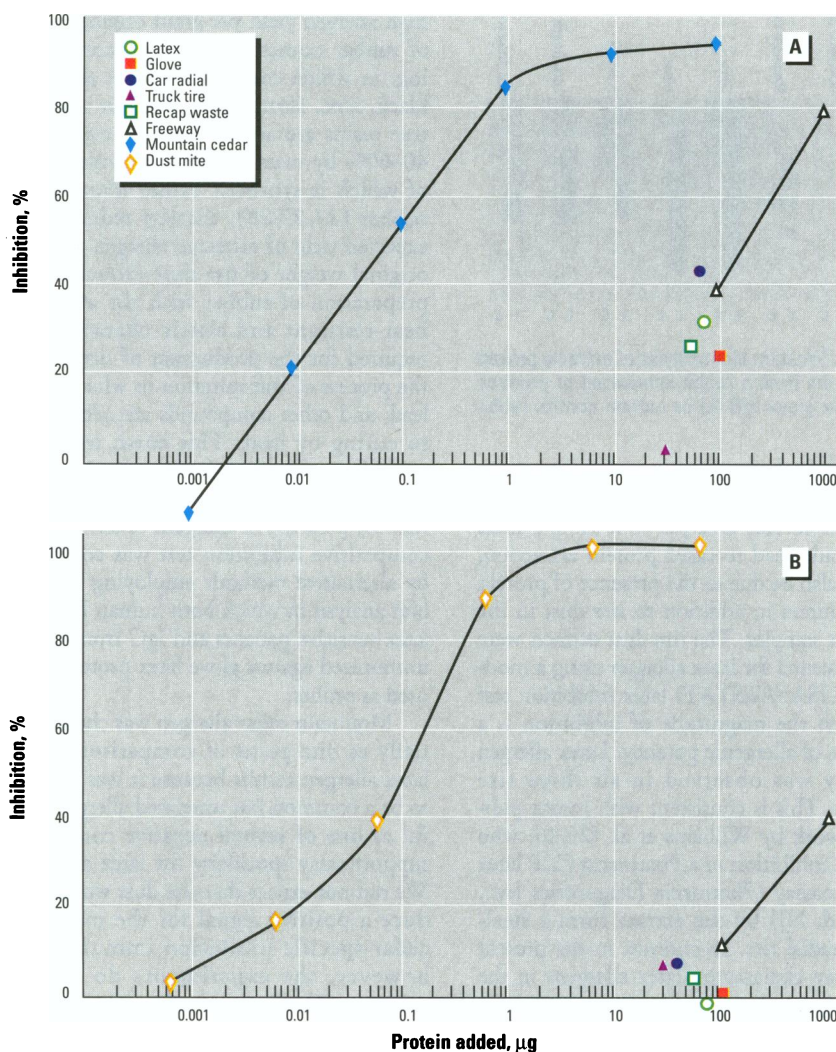 A
Latex
Glove
Car radial
Truck tire
Recap waste
Freeway
Mountain cedar
Dust mite
Inhibition, %
100
80
60
40
20
0
0.001
0.01
0.1
1
10
100
1000
B
Inhibition, %
100
80
60
40
20
0
0.001
0.01
0.1
1
10
100
1000
Protein added, μg